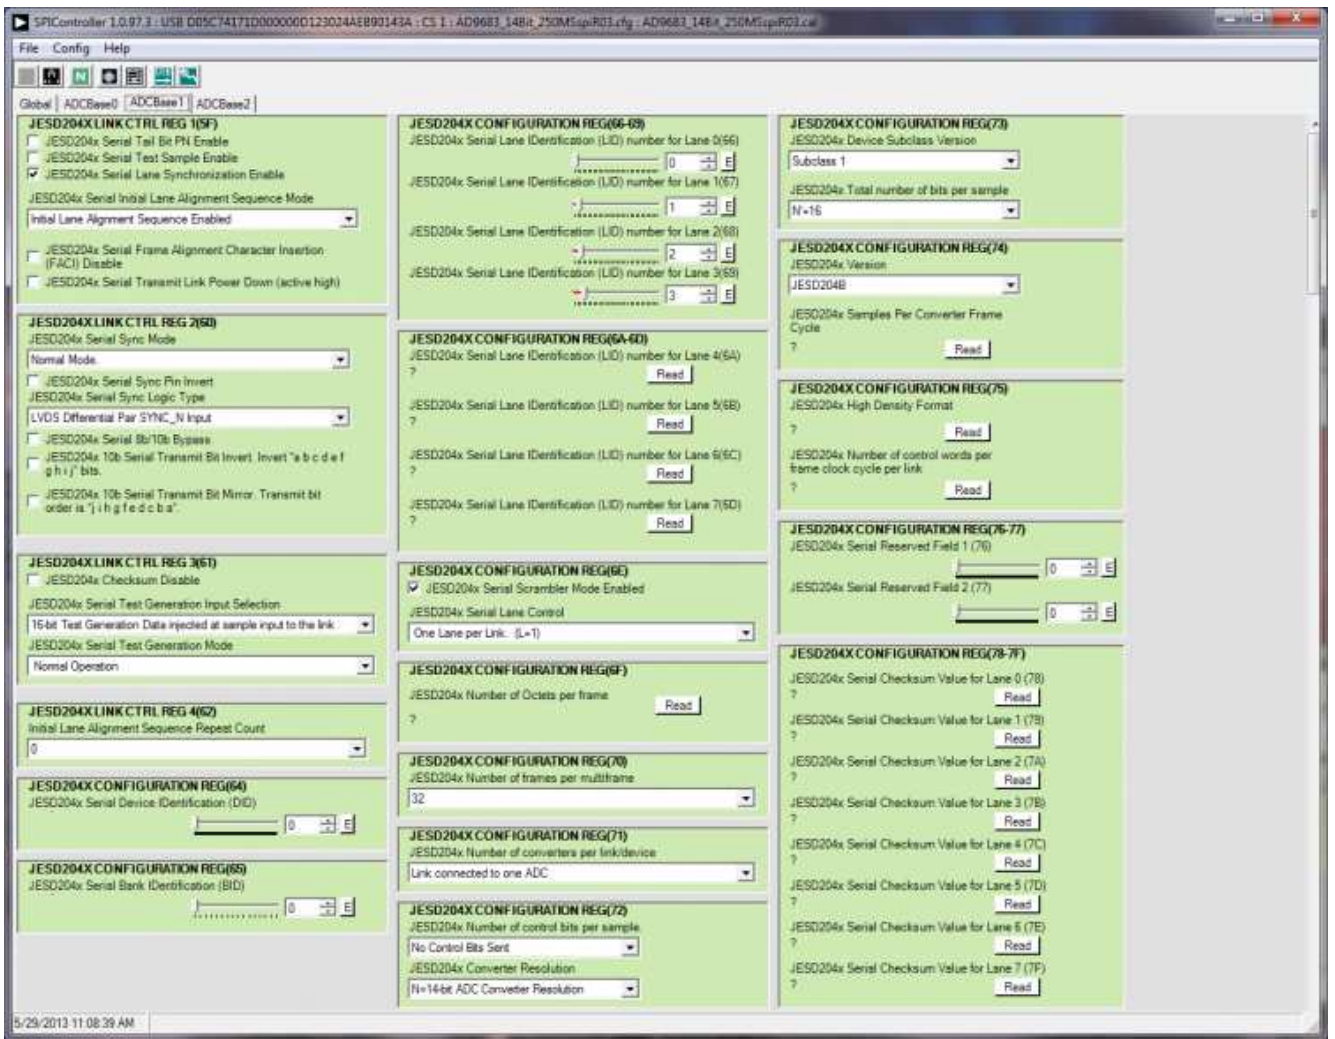 SPIController 1.0.97.3 : USB D05C74171D000000D123024AEB90143A : CS 1 : AD9683_14Bit_250MSspiR03.cfg : AD9683_14Bit_250MSspiR03.cal
File Config Help
Global ADCBase0 ADCBase1 ADCBase2
JESD204X LINK CTRL REG 1(5F)
JESD204x Serial Tail Bit PN Enable
JESD204x Serial Test Sample Enable
JESD204x Serial Lane Synchronization Enable
JESD204x Serial Initial Lane Alignment Sequence Mode
Initial Lane Alignment Sequence Enabled
JESD204x Serial Frame Alignment Character Insertion
(FACI) Disable
JESD204x Serial Transmit Link Power Down (active high)
JESD204X LINK CTRL REG 2(60)
JESD204x Serial Sync Mode
Normal Mode.
JESD204x Serial Sync Pin Invert
JESD204x Serial Sync Logic Type
LVDS Differential Pair SYNC_N Input
JESD204x Serial 8b/10b Bypass
JESD204x 10b Serial Transmit Bit Invert. Invert "a b c d e f
g h i j" bits.
JESD204x 10b Serial Transmit Bit Mirror. Transmit bit
order is "j i h g f e d c b a".
JESD204X LINK CTRL REG 3(61)
JESD204x Checksum Disable
JESD204x Serial Test Generation Input Selection
16-bit Test Generation Data injected at sample input to the link
JESD204x Serial Test Generation Mode
Normal Operation
JESD204X LINK CTRL REG 4(62)
Initial Lane Alignment Sequence Repeat Count
0
JESD204X CONFIGURATION REG(64)
JESD204x Serial Device IDentification (DID)
0 E
JESD204X CONFIGURATION REG(65)
JESD204x Serial Bank IDentification (BID)
0 E
JESD204X CONFIGURATION REG(66-69)
JESD204x Serial Lane IDentification (LID) number for Lane 0(66)
0 E
JESD204x Serial Lane IDentification (LID) number for Lane 1(67)
1 E
JESD204x Serial Lane IDentification (LID) number for Lane 2(68)
2 E
JESD204x Serial Lane IDentification (LID) number for Lane 3(69)
3 E
JESD204X CONFIGURATION REG(6A-6D)
JESD204x Serial Lane IDentification (LID) number for Lane 4(6A)
? Read
JESD204x Serial Lane IDentification (LID) number for Lane 5(6B)
? Read
JESD204x Serial Lane IDentification (LID) number for Lane 6(6C)
? Read
JESD204x Serial Lane IDentification (LID) number for Lane 7(6D)
? Read
JESD204X CONFIGURATION REG(6E)
JESD204x Serial Scrambler Mode Enabled
JESD204x Serial Lane Control
One Lane per Link. (L=1)
JESD204X CONFIGURATION REG(6F)
JESD204x Number of Octets per frame
Read
?
JESD204X CONFIGURATION REG(70)
JESD204x Number of frames per multiframe
32
JESD204X CONFIGURATION REG(71)
JESD204x Number of converters per link/device
Link connected to one ADC
JESD204X CONFIGURATION REG(72)
JESD204x Number of control bits per sample
No Control Bits Sent
JESD204x Converter Resolution
N=14-bit ADC Converter Resolution
JESD204X CONFIGURATION REG(73)
JESD204x Device Subclass Version
Subclass 1
JESD204x Total number of bits per sample
N'=16
JESD204X CONFIGURATION REG(74)
JESD204x Version
JESD204B
JESD204x Samples Per Converter Frame
Cycle
? Read
JESD204X CONFIGURATION REG(75)
JESD204x High Density Format
? Read
JESD204x Number of control words per
frame clock cycle per link
? Read
JESD204X CONFIGURATION REG(76-77)
JESD204x Serial Reserved Field 1 (76)
0 E
JESD204x Serial Reserved Field 2 (77)
0 E
JESD204X CONFIGURATION REG(78-7F)
JESD204x Serial Checksum Value for Lane 0 (78)
? Read
JESD204x Serial Checksum Value for Lane 1 (79)
? Read
JESD204x Serial Checksum Value for Lane 2 (7A)
? Read
JESD204x Serial Checksum Value for Lane 3 (7B)
? Read
JESD204x Serial Checksum Value for Lane 4 (7C)
? Read
JESD204x Serial Checksum Value for Lane 5 (7D)
? Read
JESD204x Serial Checksum Value for Lane 6 (7E)
? Read
JESD204x Serial Checksum Value for Lane 7 (7F)
? Read
5/29/2013 11:08:39 AM